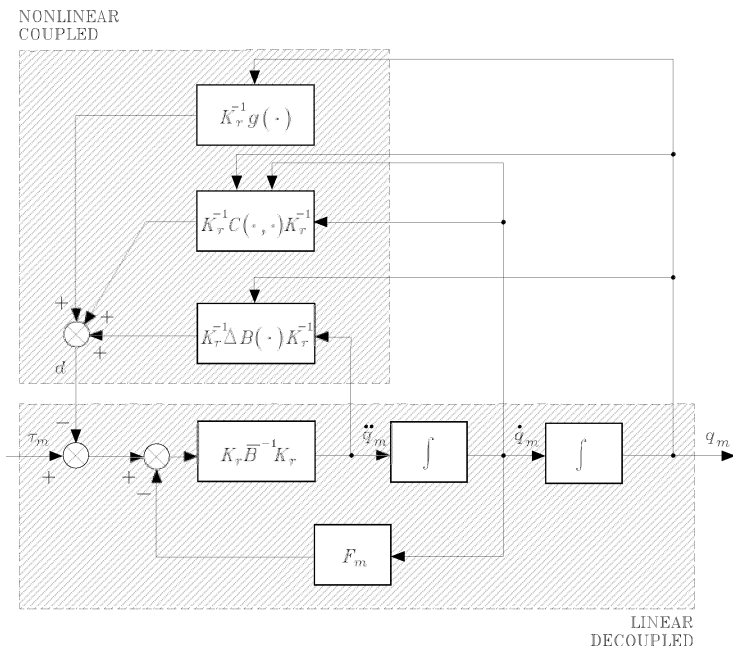 NONLINEAR
COUPLED
K_r^{-1} g(·)
K_r^{-1} C(·,·) K_r^{-1}
+
+
K_r^{-1} ΔB(·) K_r^{-1}
+
d
−
τ_m
+
+
−
K_r B̄^{-1} K_r
q̈_m
∫
q̇_m
∫
q_m
F_m
LINEAR
DECOUPLED